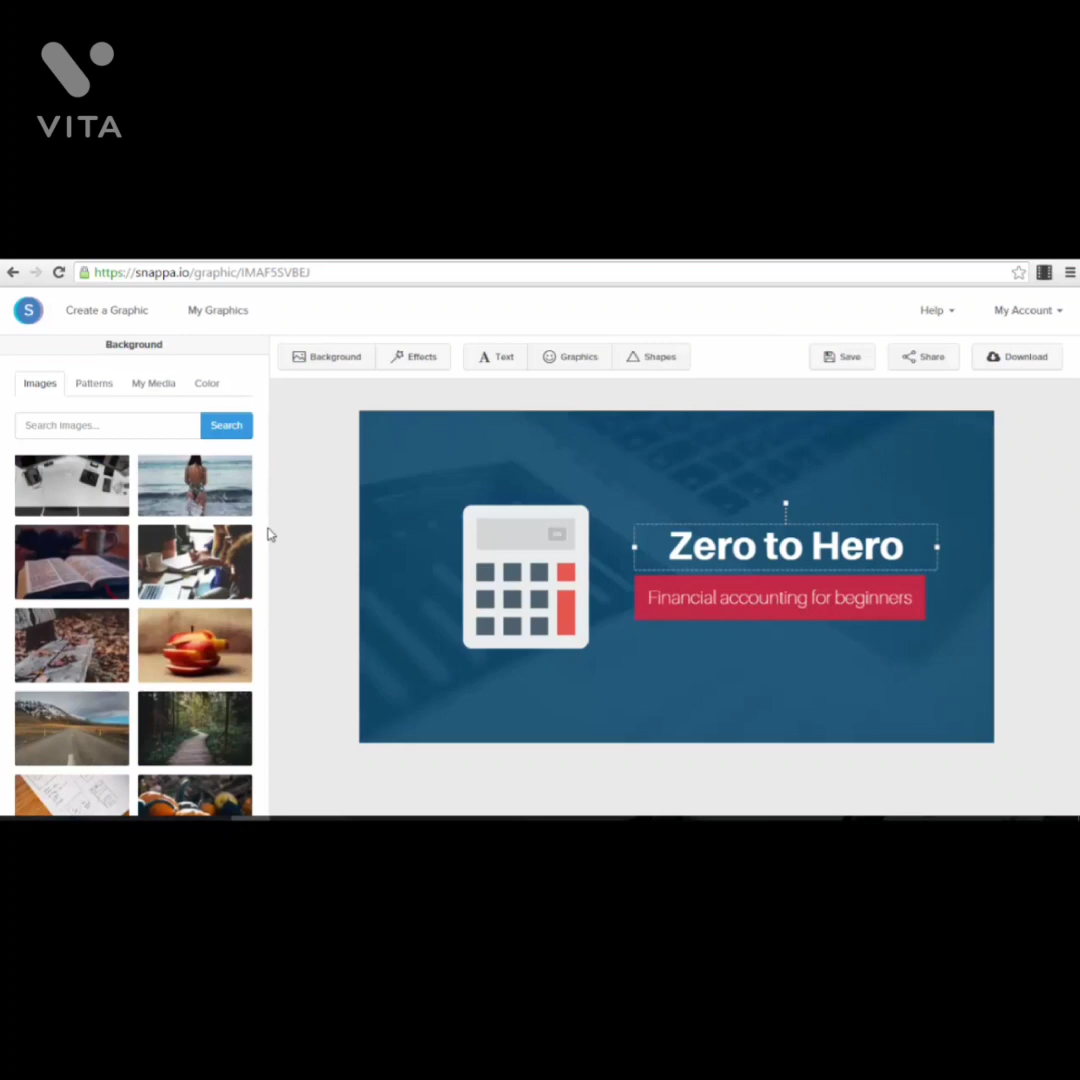 VITA
https://snappa.io/graphic/IMAF5SVBEJ
S
Create a Graphic
My Graphics
Help
My Account
Background
Background
Effects
Text
Graphics
Shapes
Save
Share
Download
Images
Patterns
My Media
Color
Search Images...
Search
Zero to Hero
Financial accounting for beginners